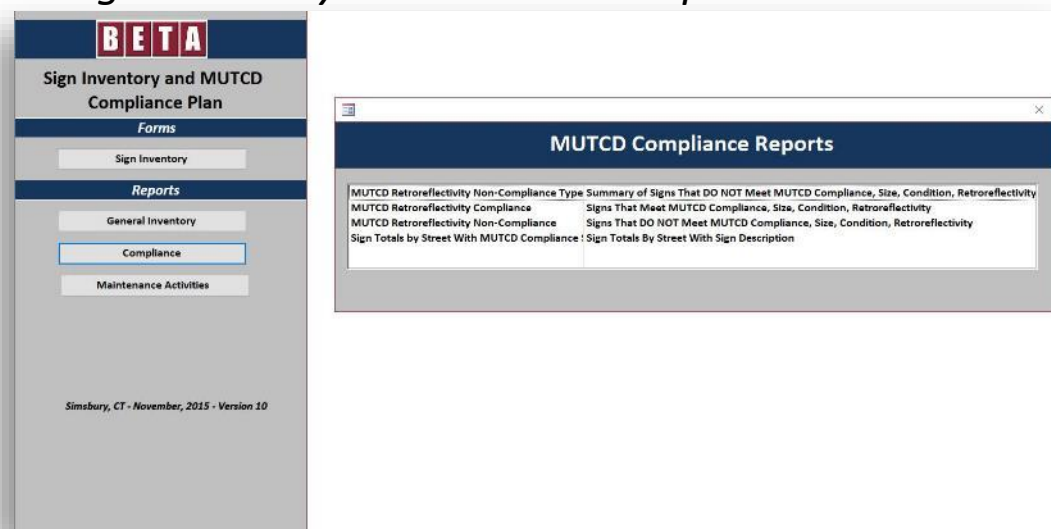 BETA
Sign Inventory and MUTCD
Compliance Plan
Forms
Sign Inventory
Reports
General Inventory
Compliance
Maintenance Activities
Simsbury, CT - November, 2015 - Version 10
MUTCD Compliance Reports
MUTCD Retroreflectivity Non-Compliance Type Summary of Signs That DO NOT Meet MUTCD Compliance, Size, Condition, Retroreflectivity
MUTCD Retroreflectivity Compliance Signs That Meet MUTCD Compliance, Size, Condition, Retroreflectivity
MUTCD Retroreflectivity Non-Compliance Signs That DO NOT Meet MUTCD Compliance, Size, Condition, Retroreflectivity
Sign Totals by Street With MUTCD Compliance Sign Totals By Street With Sign Description